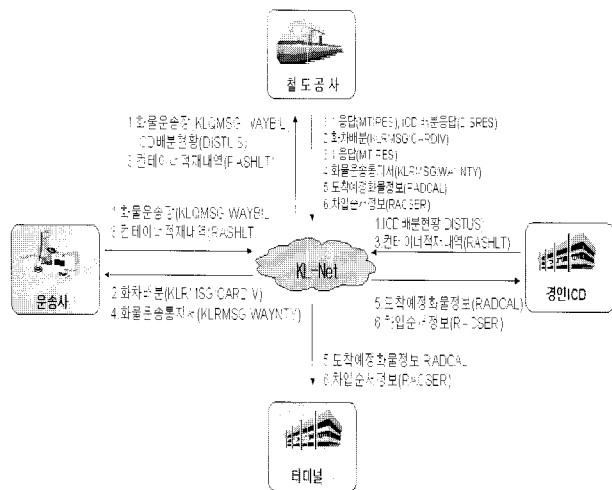 철도공사
1.화물운송장(KLQMSG:WAYBIL
ICD배분현황(DISTUS)
3.컨테이너적재내역(RASHLT)
응답(MTIRES), ICD배분응답(DISRES)
2.화차배분(KLRMSG:CARDIV)
응답(MTIRES)
4.화물운송통지서(KLRMSG:WAYNTY)
5.도착예정화물정보(RADCAL)
6.차입순서정보(RACSER)
1.화물운송장(KLQMSG:WAYBIL
3.컨테이너적재내역(RASHLT
1.ICD배분현황(DISTUS)
3.컨테이너적재내역(RASHLT)
KL-Net
운송사
경인ICD
2.화차배분(KLRMSG:CARDIV)
4.화물운송통지서(KLRMSG:WAYNTY)
5.도착예정화물정보(RADCAL)
6.차입순서정보(RACSER)
5.도착예정화물정보(RADCAL)
6.차입순서정보(RACSER)
터미널